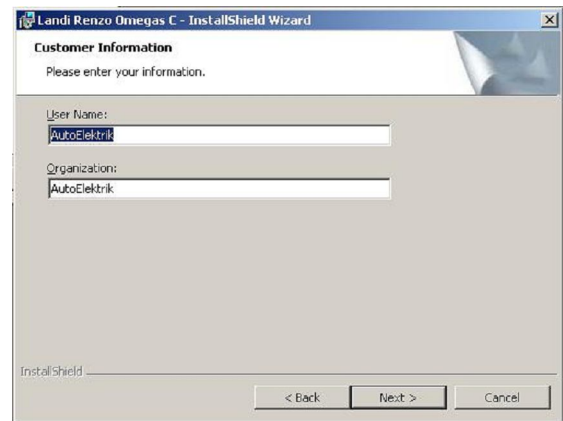 Landi Renzo Omegas C - InstallShield Wizard
Customer Information
Please enter your information.
User Name:
AutoElektrik
Organization:
AutoElektrik
InstallShield
< Back
Next >
Cancel